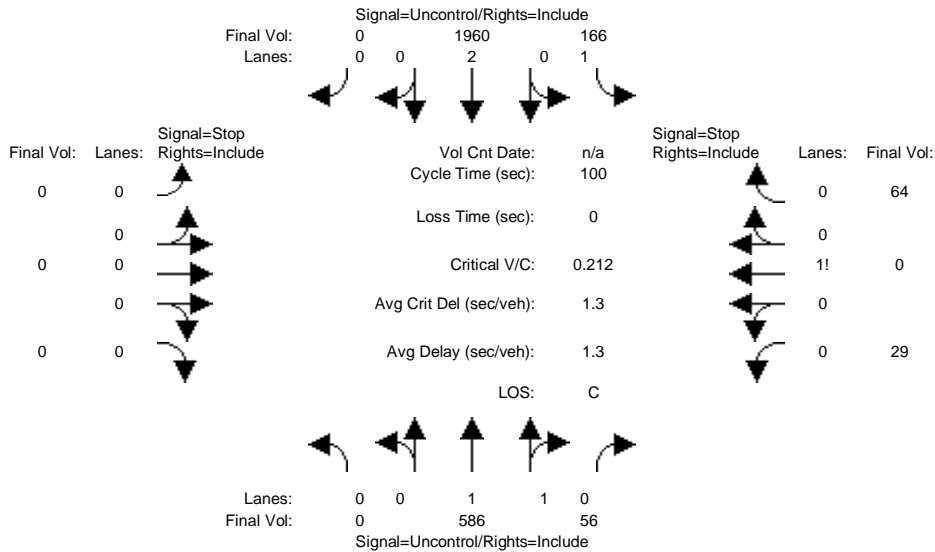 Signal=Uncontrol/Rights=Include
Final Vol: 0 1960 166
Lanes: 0 0 2 0 1
Signal=Stop Signal=Stop
Final Vol: Lanes: Rights=Include Vol Cnt Date: n/a Rights=Include Lanes: Final Vol:
Cycle Time (sec): 100
0 0 0 64
Loss Time (sec): 0
0 0
0 0 Critical V/C: 0.212 1! 0
0 Avg Crit Del (sec/veh): 1.3 0
0 0 Avg Delay (sec/veh): 1.3 0 29
LOS: C
Lanes: 0 0 1 1 0
Final Vol: 0 586 56
Signal=Uncontrol/Rights=Include